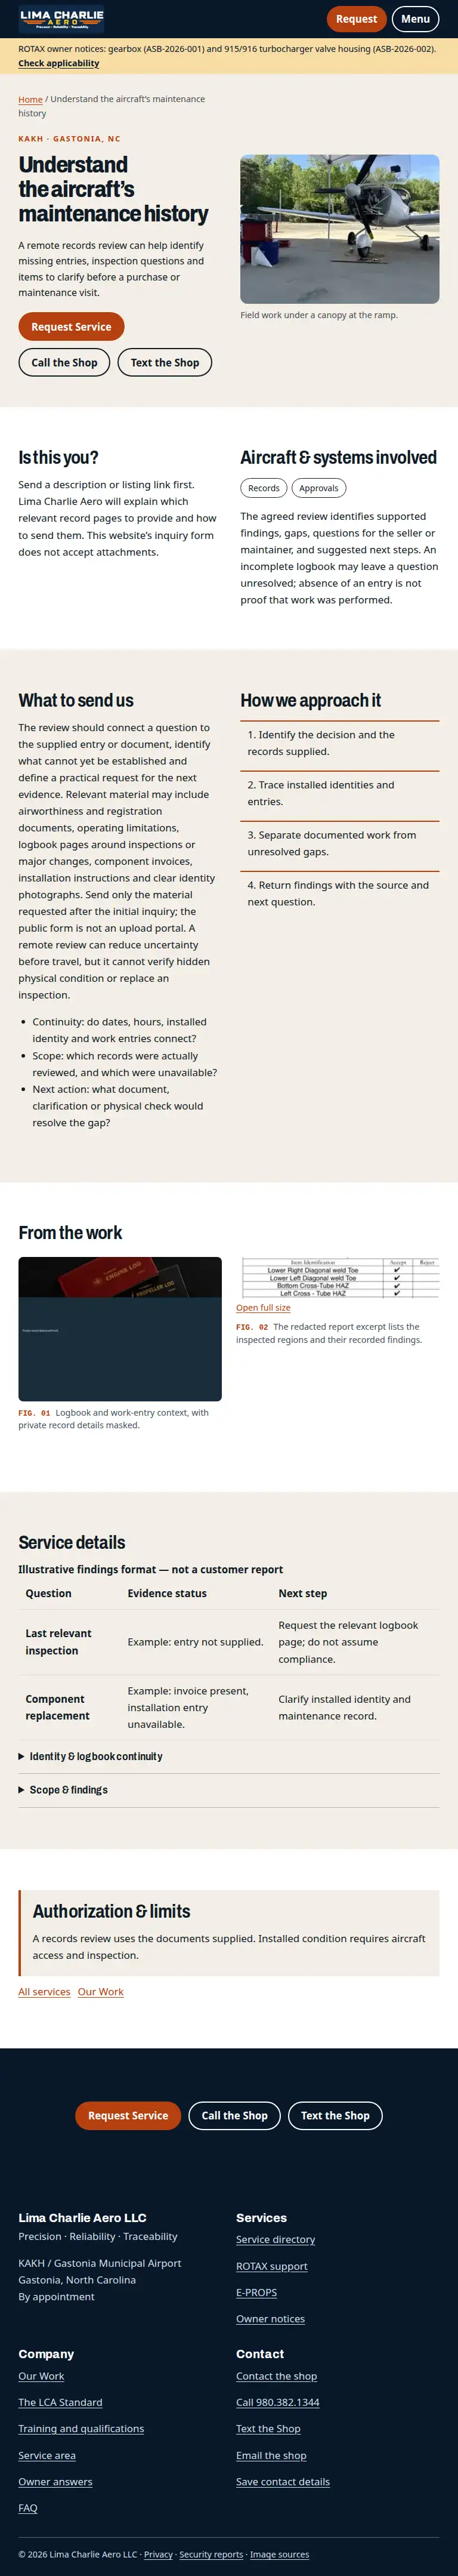 LIMA CHARLIE
AERO
Precision · Reliability · Traceability
Request
Menu
ROTAX owner notices: gearbox (ASB-2026-001) and 915/916 turbocharger valve housing (ASB-2026-002).
Check applicability
Home / Understand the aircraft's maintenance
history
KAKH · GASTONIA, NC
Understand
the aircraft's
maintenance history
A remote records review can help identify
missing entries, inspection questions and
items to clarify before a purchase or
maintenance visit.
Request Service
Call the Shop
Text the Shop
Field work under a canopy at the ramp.
Is this you?
Send a description or listing link first.
Lima Charlie Aero will explain which
relevant record pages to provide and how
to send them. This website's inquiry form
does not accept attachments.
Aircraft & systems involved
Records
Approvals
The agreed review identifies supported
findings, gaps, questions for the seller or
maintainer, and suggested next steps. An
incomplete logbook may leave a question
unresolved; absence of an entry is not
proof that work was performed.
What to send us
The review should connect a question to
the supplied entry or document, identify
what cannot yet be established and
define a practical request for the next
evidence. Relevant material may include
airworthiness and registration
documents, operating limitations,
logbook pages around inspections or
major changes, component invoices,
installation instructions and clear identity
photographs. Send only the material
requested after the initial inquiry; the
public form is not an upload portal. A
remote review can reduce uncertainty
before travel, but it cannot verify hidden
physical condition or replace an
inspection.
• Continuity: do dates, hours, installed
identity and work entries connect?
• Scope: which records were actually
reviewed, and which were unavailable?
• Next action: what document,
clarification or physical check would
resolve the gap?
How we approach it
1. Identify the decision and the
records supplied.
2. Trace installed identities and
entries.
3. Separate documented work from
unresolved gaps.
4. Return findings with the source and
next question.
From the work
ENGINE LOG
PROPELLER LOG
FIG. 01 Logbook and work-entry context, with
private record details masked.
Item Identification Accept Reject
Lower Right Diagonal weld Toe ✔
Lower Left Diagonal weld Toe ✔
Bottom Cross-Tube HAZ ✔
Left Cross - Tube HAZ ✔
Open full size
FIG. 02 The redacted report excerpt lists the
inspected regions and their recorded findings.
Service details
Illustrative findings format — not a customer report
Question Evidence status Next step
Last relevant
inspection
Example: entry not supplied.
Request the relevant logbook
page; do not assume
compliance.
Component
replacement
Example: invoice present,
installation entry
unavailable.
Clarify installed identity and
maintenance record.
Identity & logbook continuity
Scope & findings
Authorization & limits
A records review uses the documents supplied. Installed condition requires aircraft
access and inspection.
All services Our Work
Request Service
Call the Shop
Text the Shop
Lima Charlie Aero LLC
Precision · Reliability · Traceability
KAKH / Gastonia Municipal Airport
Gastonia, North Carolina
By appointment
Services
Service directory
ROTAX support
E-PROPS
Owner notices
Company
Our Work
The LCA Standard
Training and qualifications
Service area
Owner answers
FAQ
Contact
Contact the shop
Call 980.382.1344
Text the Shop
Email the shop
Save contact details
© 2026 Lima Charlie Aero LLC · Privacy · Security reports · Image sources